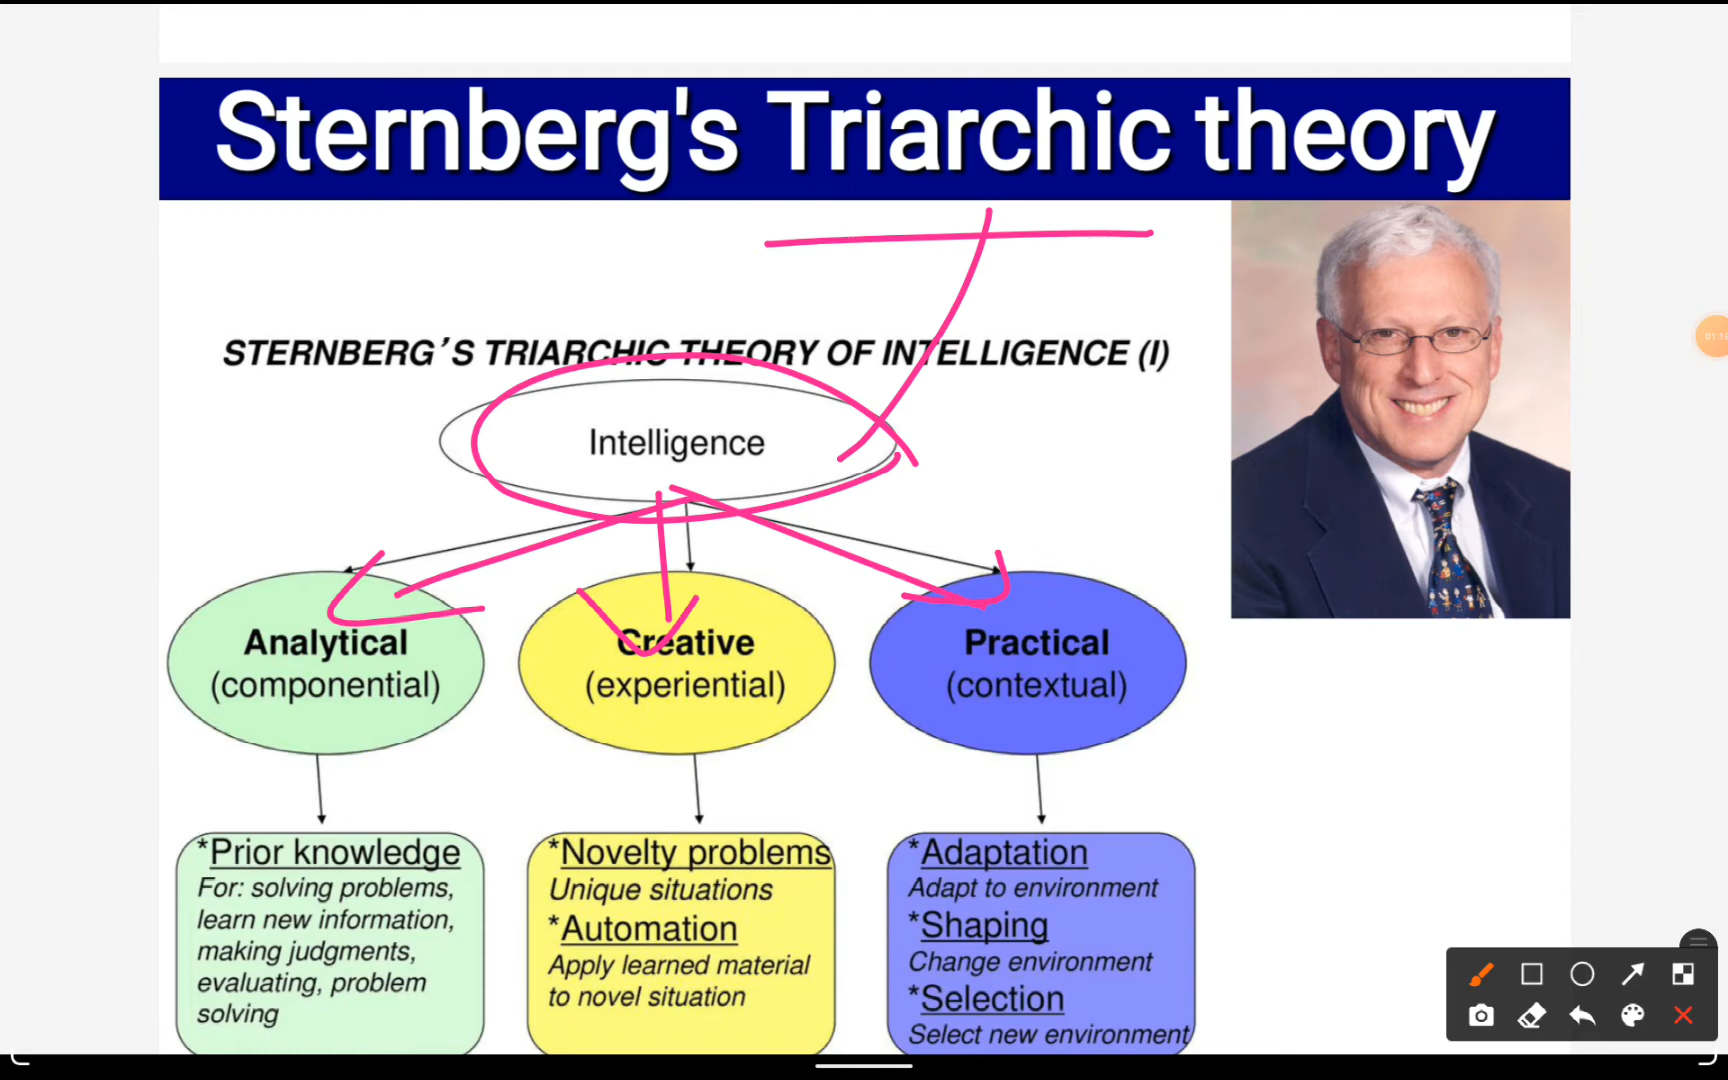 Sternberg's Triarchic theory
STERNBERG'S TRIARCHIC THEORY OF INTELLIGENCE (I)
Intelligence
Analytical
(componential)
Creative
(experiential)
Practical
(contextual)
*Prior knowledge
For: solving problems,
learn new information,
making judgments,
evaluating, problem
solving
*Novelty problems
Unique situations
*Automation
Apply learned material
to novel situation
*Adaptation
Adapt to environment
*Shaping
Change environment
*Selection
Select new environment